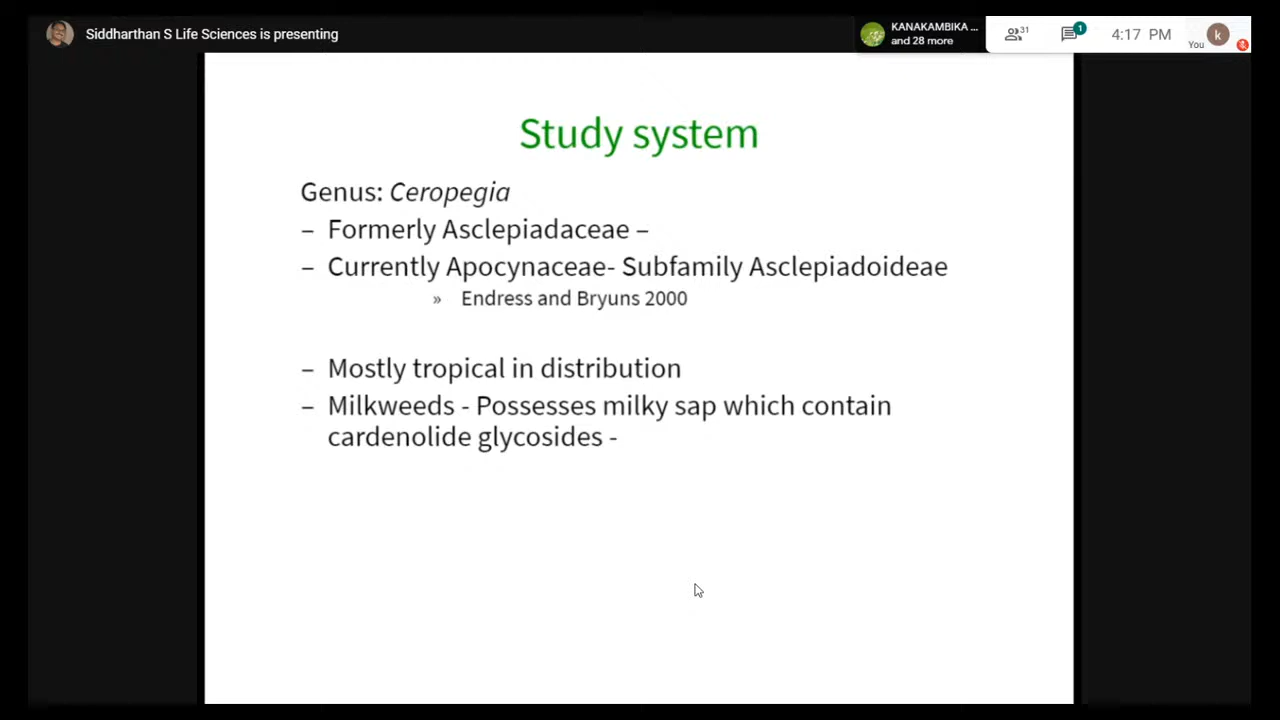 Siddharthan S Life Sciences is presenting
KANAKAMBIKA ...
and 28 more
31
1
4:17 PM
You
k
Study system
Genus: Ceropegia
– Formerly Asclepiadaceae –
– Currently Apocynaceae- Subfamily Asclepiadoideae
» Endress and Bryuns 2000
– Mostly tropical in distribution
– Milkweeds - Possesses milky sap which contain
cardenolide glycosides -